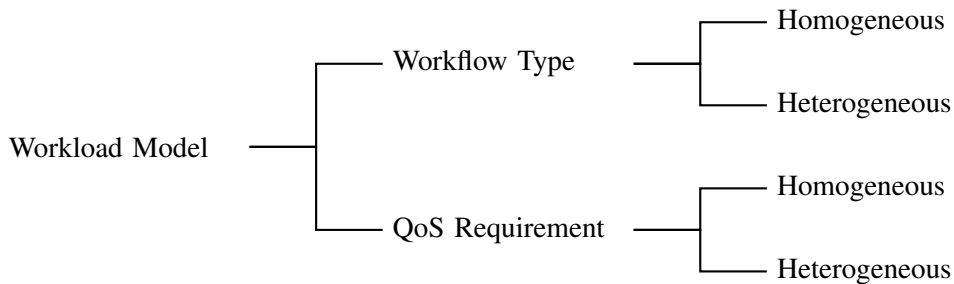 Homogeneous
Workflow Type
Heterogeneous
Workload Model
Homogeneous
QoS Requirement
Heterogeneous